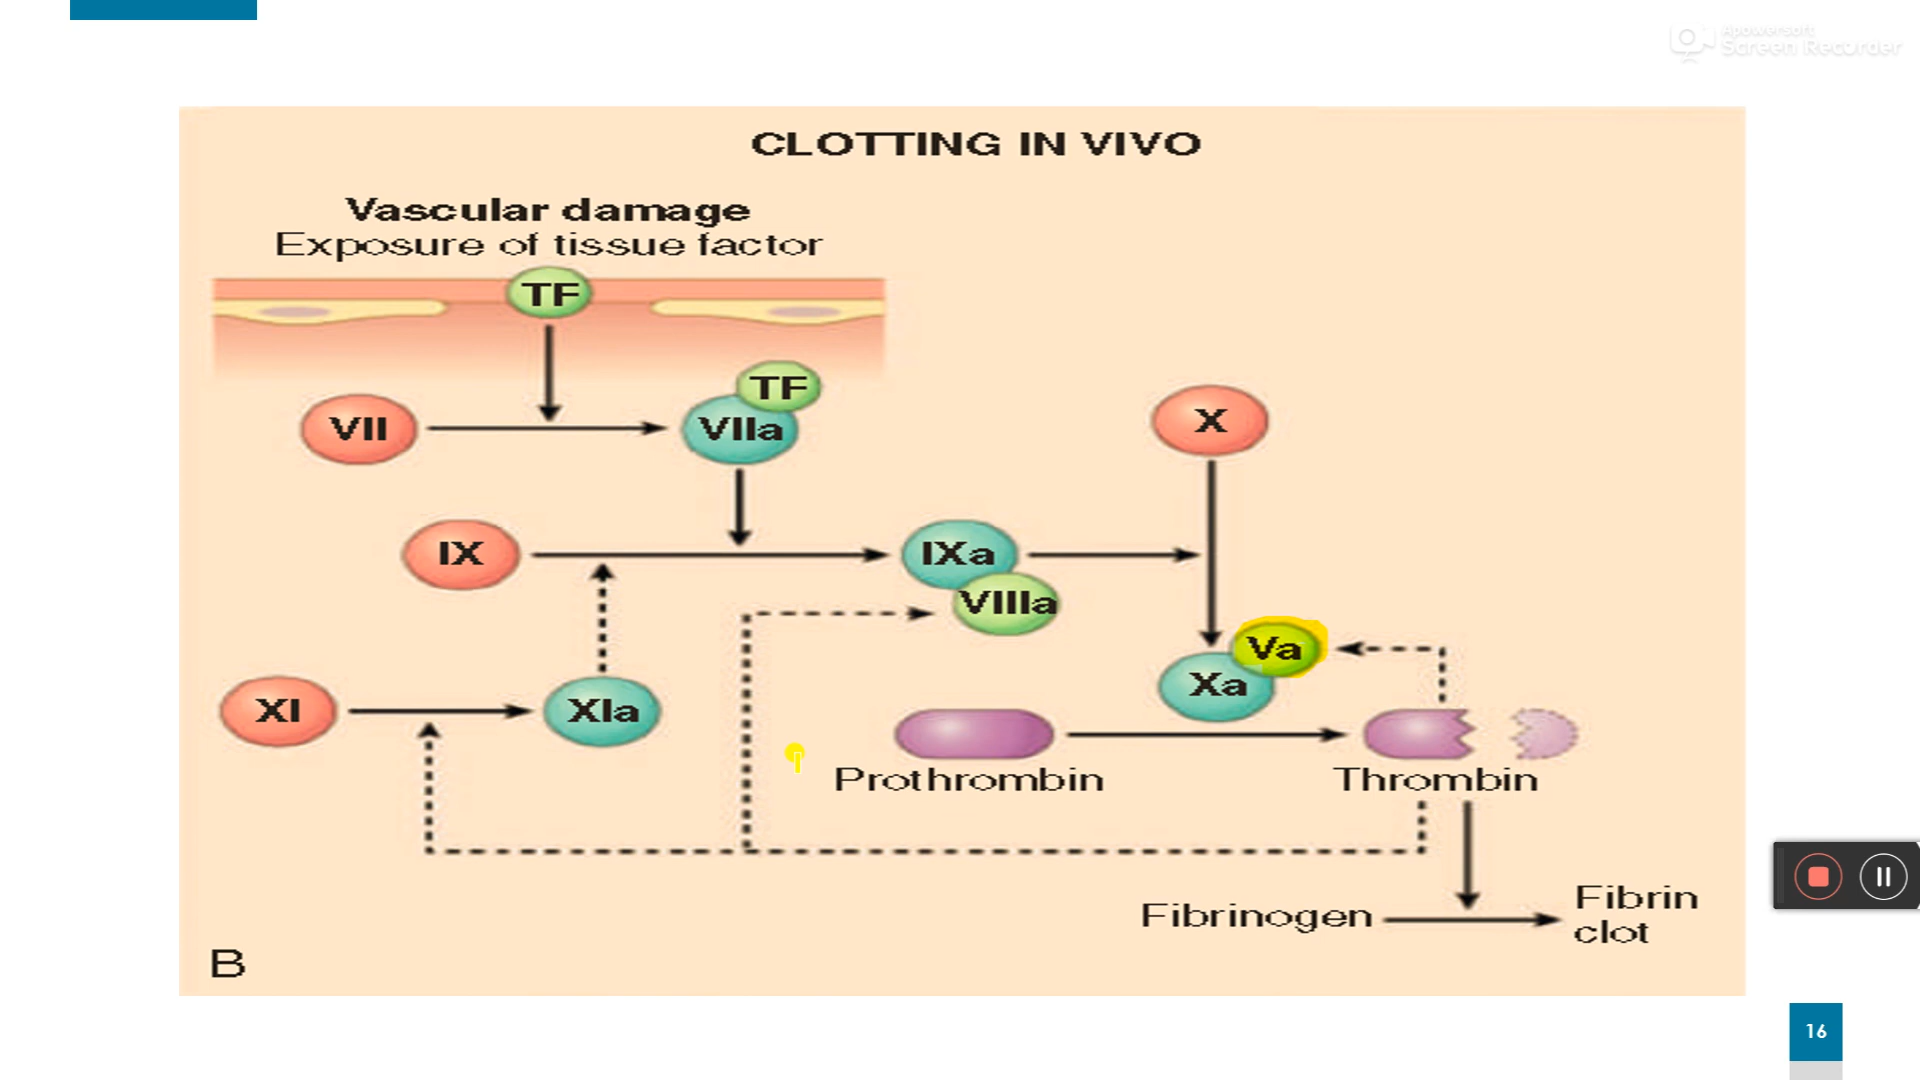 Apowersoft
Screen Recorder
CLOTTING IN VIVO
Vascular damage
Exposure of tissue factor
TF
TF
VII
VIIa
X
IX
IXa
VIIIa
Va
Xa
XI
XIa
Prothrombin
Thrombin
Fibrinogen
Fibrin
clot
B
16